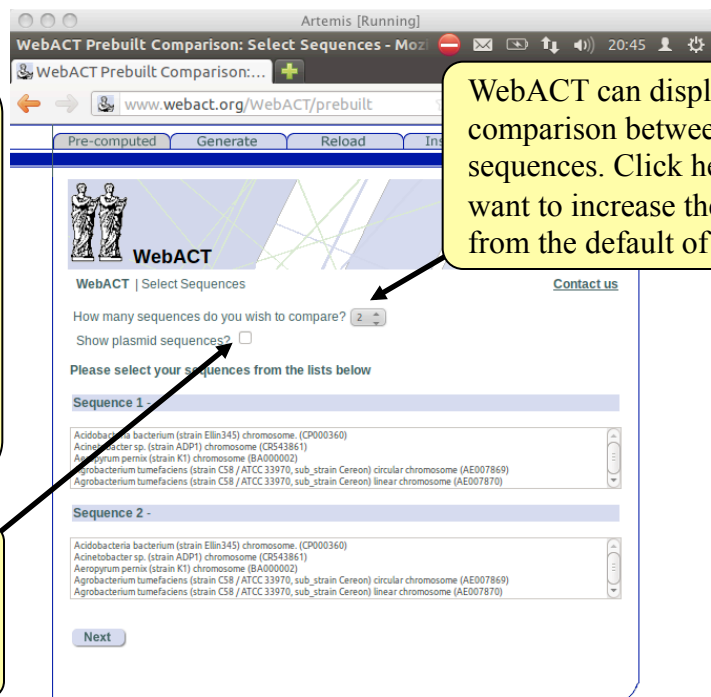 Artemis [Running]
WebACT Prebuilt Comparison: Select Sequences - Mozi
20:45
WebACT Prebuilt Comparison:...
www.webact.org/WebACT/prebuilt
Pre-computed Generate Reload In
WebACT can displ
comparison betwee
sequences. Click he
want to increase the
from the default of
WebACT
WebACT | Select Sequences
Contact us
How many sequences do you wish to compare? 2
Show plasmid sequences?
Please select your sequences from the lists below
Sequence 1 -
Acidobacteria bacterium (strain Ellin345) chromosome. (CP000360)
Acinetobacter sp. (strain ADP1) chromosome (CR543861)
Aeropyrum pernix (strain K1) chromosome (BA000002)
Agrobacterium tumefaciens (strain C58 / ATCC 33970, sub_strain Cereon) circular chromosome (AE007869)
Agrobacterium tumefaciens (strain C58 / ATCC 33970, sub_strain Cereon) linear chromosome (AE007870)
Sequence 2 -
Acidobacteria bacterium (strain Ellin345) chromosome. (CP000360)
Acinetobacter sp. (strain ADP1) chromosome (CR543861)
Aeropyrum pernix (strain K1) chromosome (BA000002)
Agrobacterium tumefaciens (strain C58 / ATCC 33970, sub_strain Cereon) circular chromosome (AE007869)
Agrobacterium tumefaciens (strain C58 / ATCC 33970, sub_strain Cereon) linear chromosome (AE007870)
Next